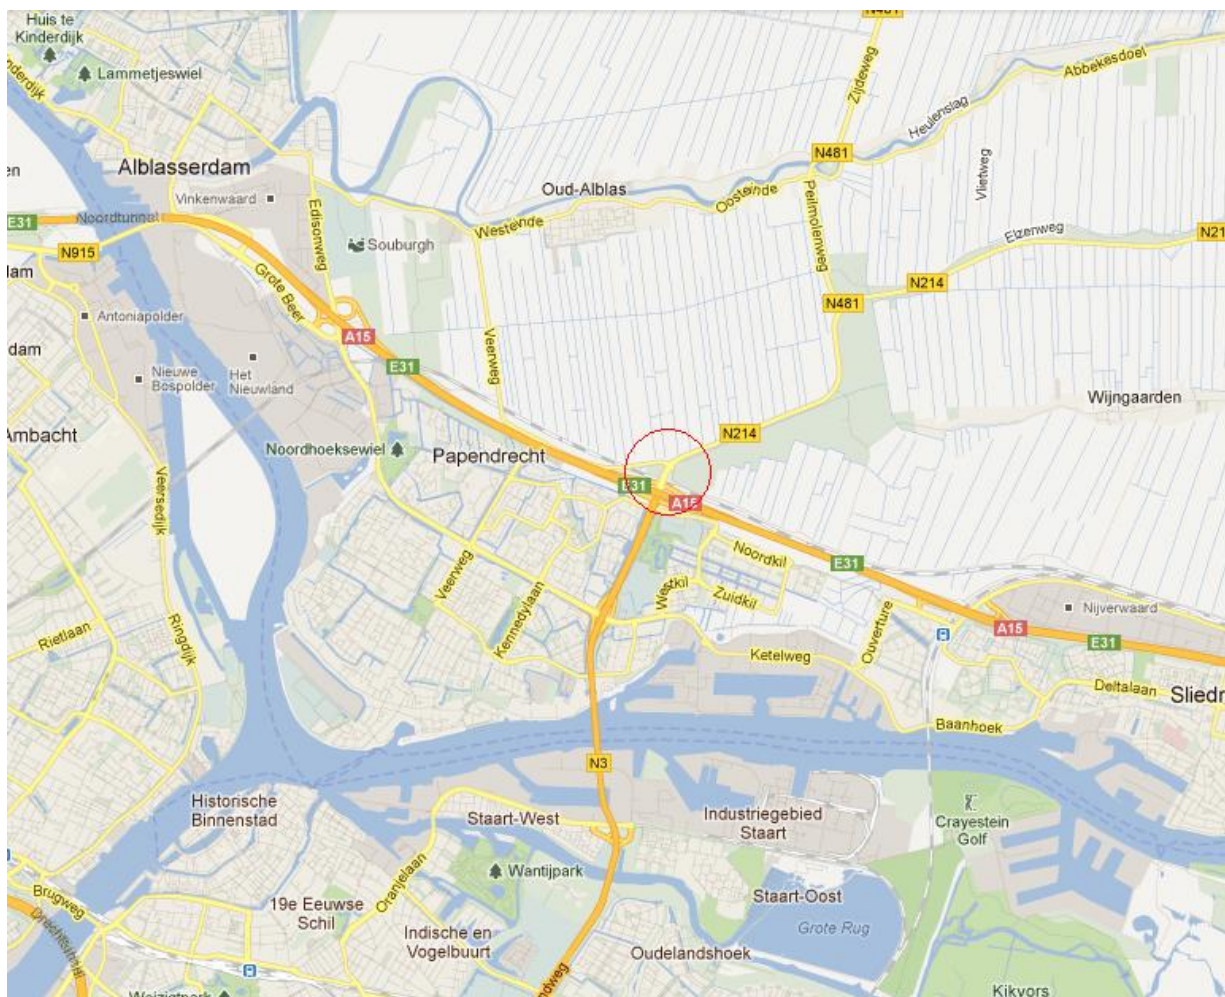 N481
Huis te
Kinderdijk
Lammetjeswiel
Abbekesdoel
Zijdeweg
Heulenslag
N481
Alblasserdam
Vlietweg
Oud-Alblas
Vinkenwaard
Peilmolenweg
Oosteinde
Edisonweg
Westeinde
Noordtunnel
E31
Elzenweg
N915
Souburgh
Grote Beer
N214
N481
Antoniapolder
A15
Veerweg
E31
Nieuwe
Bospolder
Het
Nieuwland
Wijngaarden
Ambacht
N214
Noordhoeksewiel
Papendrecht
Veersedijk
E31
A15
Noordkil
E31
Veerweg
Westkil
Zuidkil
Kennedylaan
Nijverwaard
Ouverture
A15
E31
Rietlaan
Ringdijk
Ketelweg
Deltalaan
Baanhoek
N3
Historische
Binnenstad
Staart-West
Industriegebied
Staart
Crayestein
Golf
Oranjelaan
Wantijpark
Brugweg
19e Eeuwse
Schil
Staart-Oost
Indische en
Vogelbuurt
Grote Rug
Oudelandshoek
Kikvors